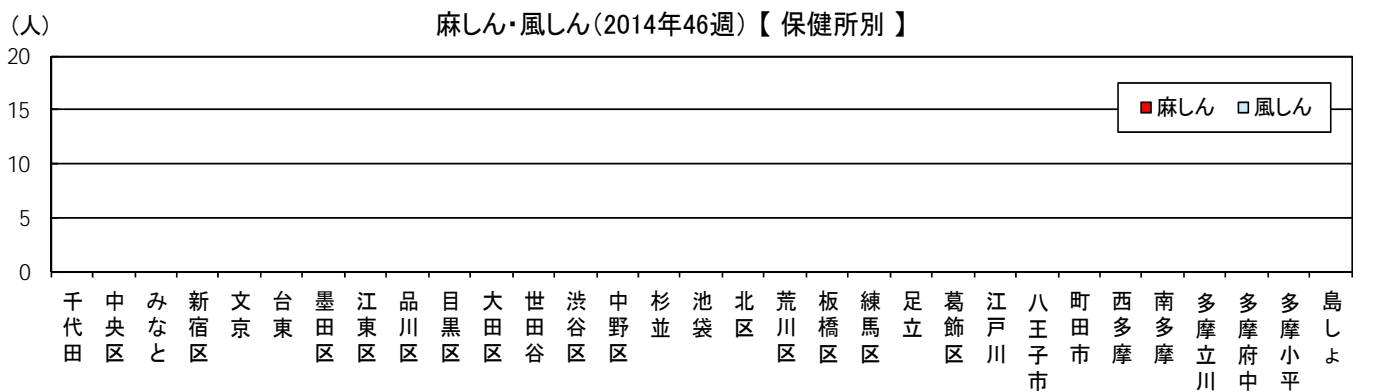 (人)
麻しん・風しん(2014年46週)【 保健所別 】
20
15
10
5
0
麻しん
風しん
千代田
中央区
みなと
新宿区
文京
台東
墨田区
江東区
品川区
目黒区
大田区
世田谷
渋谷区
中野区
杉並
池袋
北区
荒川区
板橋区
練馬区
足立
葛飾区
江戸川
八王子市
町田市
西多摩
南多摩
多摩立川
多摩府中
多摩小平
島しょ